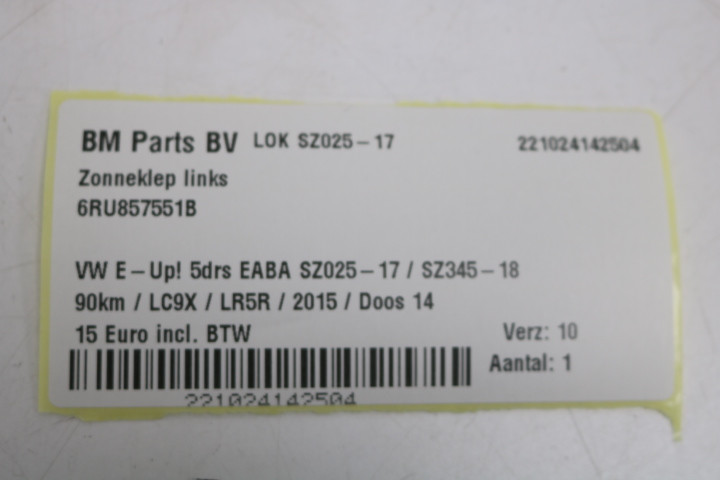 BM Parts BV LOK SZ025-17 221024142504
Zonneklep links
6RU857551B
VW E-Up! 5drs EABA SZ025-17 / SZ345-18
90km / LC9X / LR5R / 2015 / Doos 14
15 Euro incl. BTW Verz: 10
Aantal: 1
221024142504